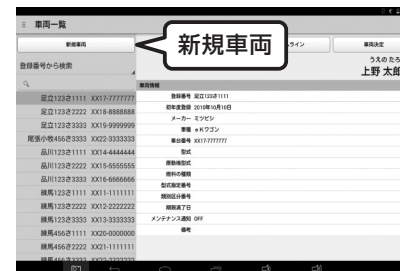 車両一覧
新規車両
新規車両
ライン
車両決定
登録番号から検索
うえの たろ
上野 太郎
車両情報
足立123さ1111 XX17-7777777
足立123さ2222 XX18-8888888
足立123さ3333 XX19-9999999
尾張小牧456さ3333 XX22-3333333
品川123さ1111 XX14-4444444
品川123さ2222 XX15-5555555
品川123さ3333 XX16-6666666
練馬123さ1111 XX11-1111111
練馬123さ2222 XX12-2222222
練馬123さ3333 XX13-3333333
練馬456さ1111 XX20-0000000
練馬456さ2222 XX21-1111111
練馬456さ3333 XX22-2222222
登録番号 足立123さ1111
初年度登録 2010年10月10日
メーカー ミツビシ
車種 eKワゴン
車台番号 XX17-7777777
型式
原動機型式
燃料の種類
型式指定番号
類別区分番号
期限満了日
メンテナンス通知 OFF
備考